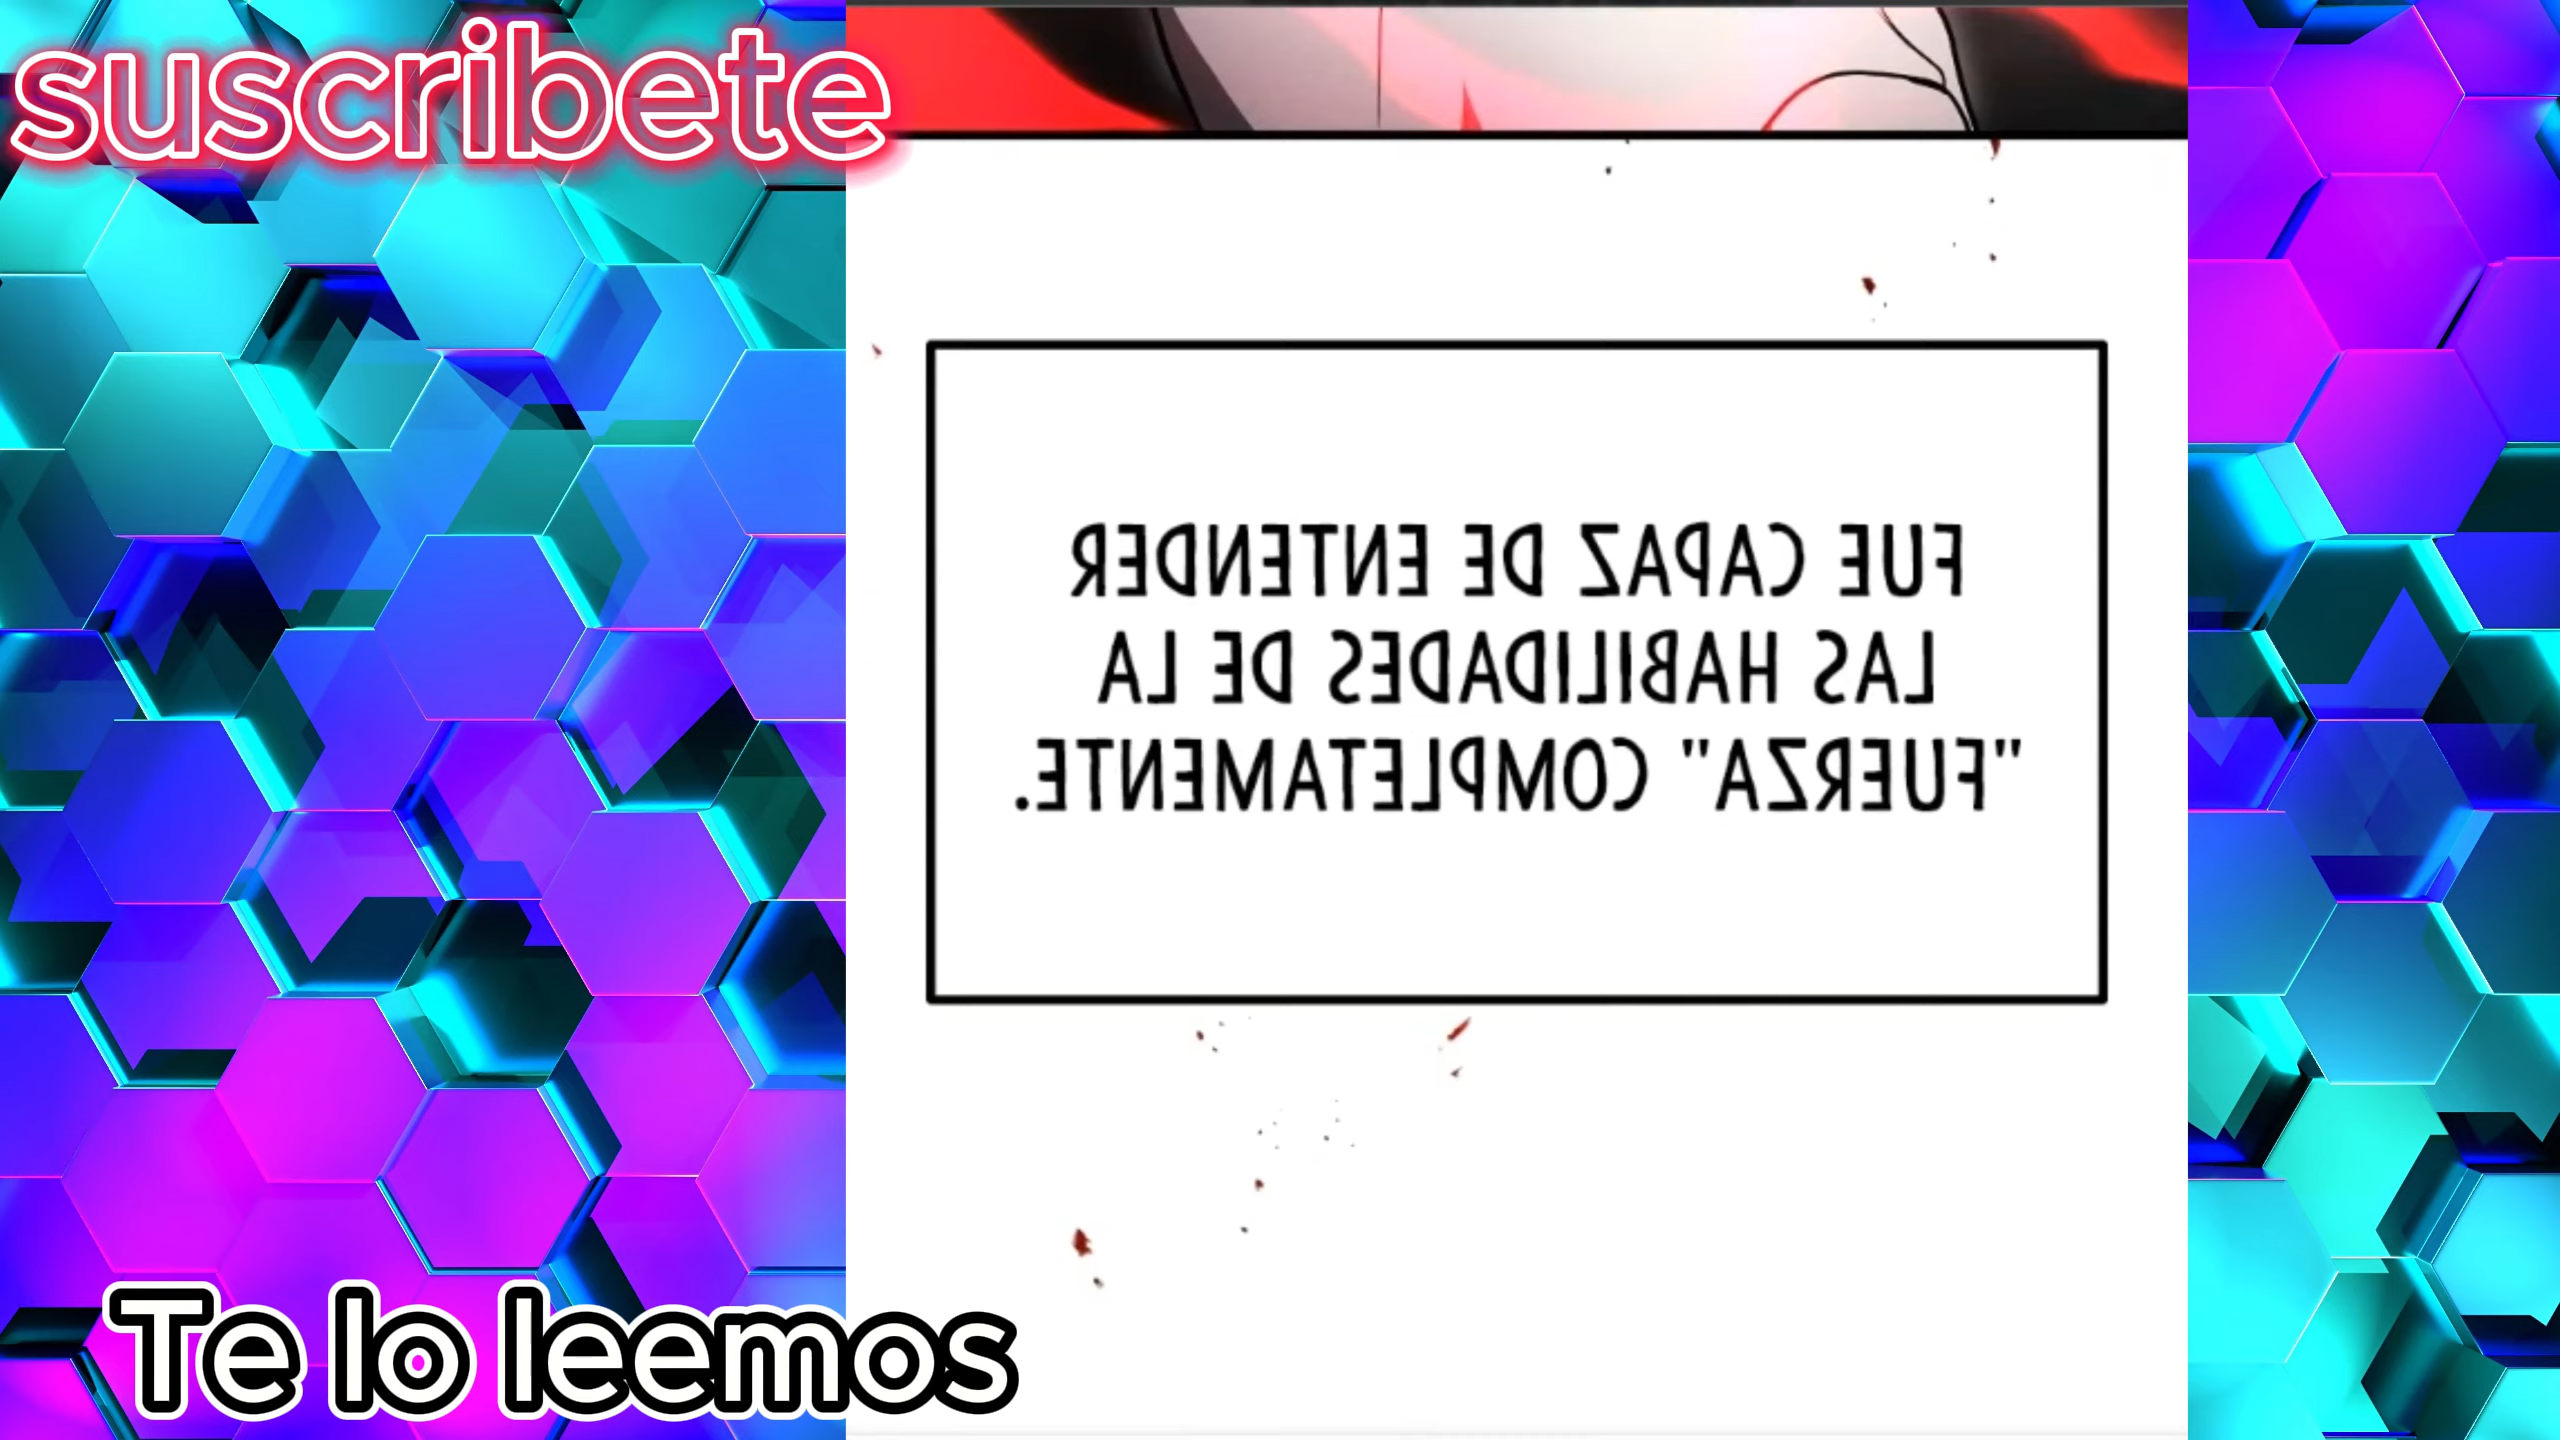 suscribete
FUE CAPAZ DE ENTENDER
LAS HABILIDADES DE LA
"FUERZA" COMPLETAMENTE.
Te lo leemos